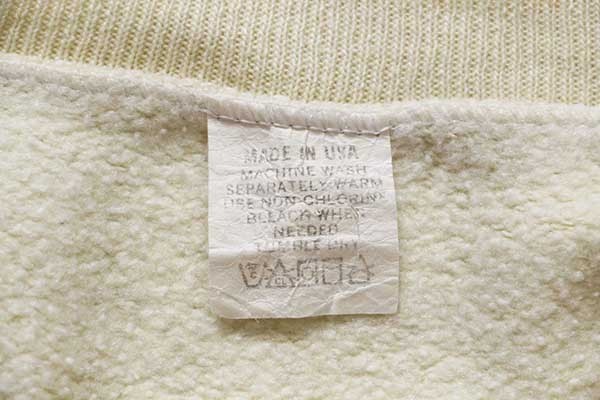 MADE IN USA
MACHINE WASH
SEPARATELY WARM
USE NON-CHLORINE
BLEACH WHEN
NEEDED
TUMBLE DRY